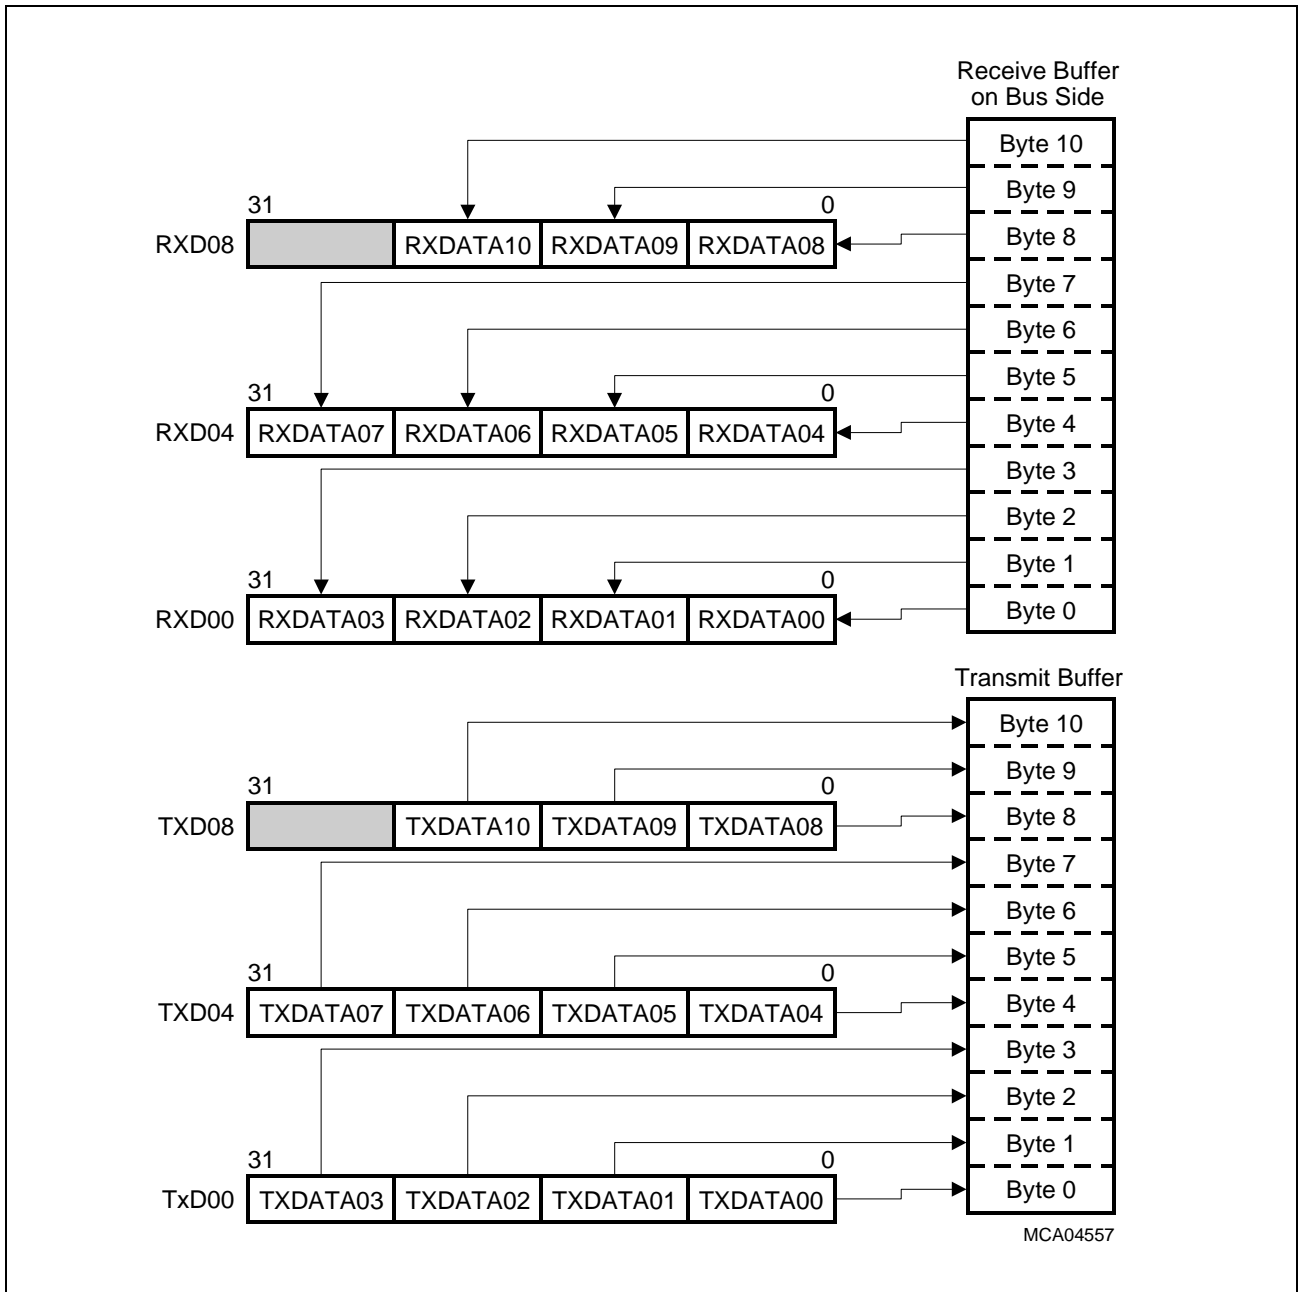 Receive Buffer
on Bus Side
Byte 10
Byte 9
31 0
Byte 8
RXD08 RXDATA10 RXDATA09 RXDATA08
Byte 7
Byte 6
Byte 5
31 0
Byte 4
RXD04 RXDATA07 RXDATA06 RXDATA05 RXDATA04
Byte 3
Byte 2
Byte 1
31 0
Byte 0
RXD00 RXDATA03 RXDATA02 RXDATA01 RXDATA00
Transmit Buffer
Byte 10
Byte 9
31 0
Byte 8
TXD08 TXDATA10 TXDATA09 TXDATA08
Byte 7
Byte 6
Byte 5
31 0
Byte 4
TXD04 TXDATA07 TXDATA06 TXDATA05 TXDATA04
Byte 3
Byte 2
Byte 1
31 0
Byte 0
TxD00 TXDATA03 TXDATA02 TXDATA01 TXDATA00
MCA04557